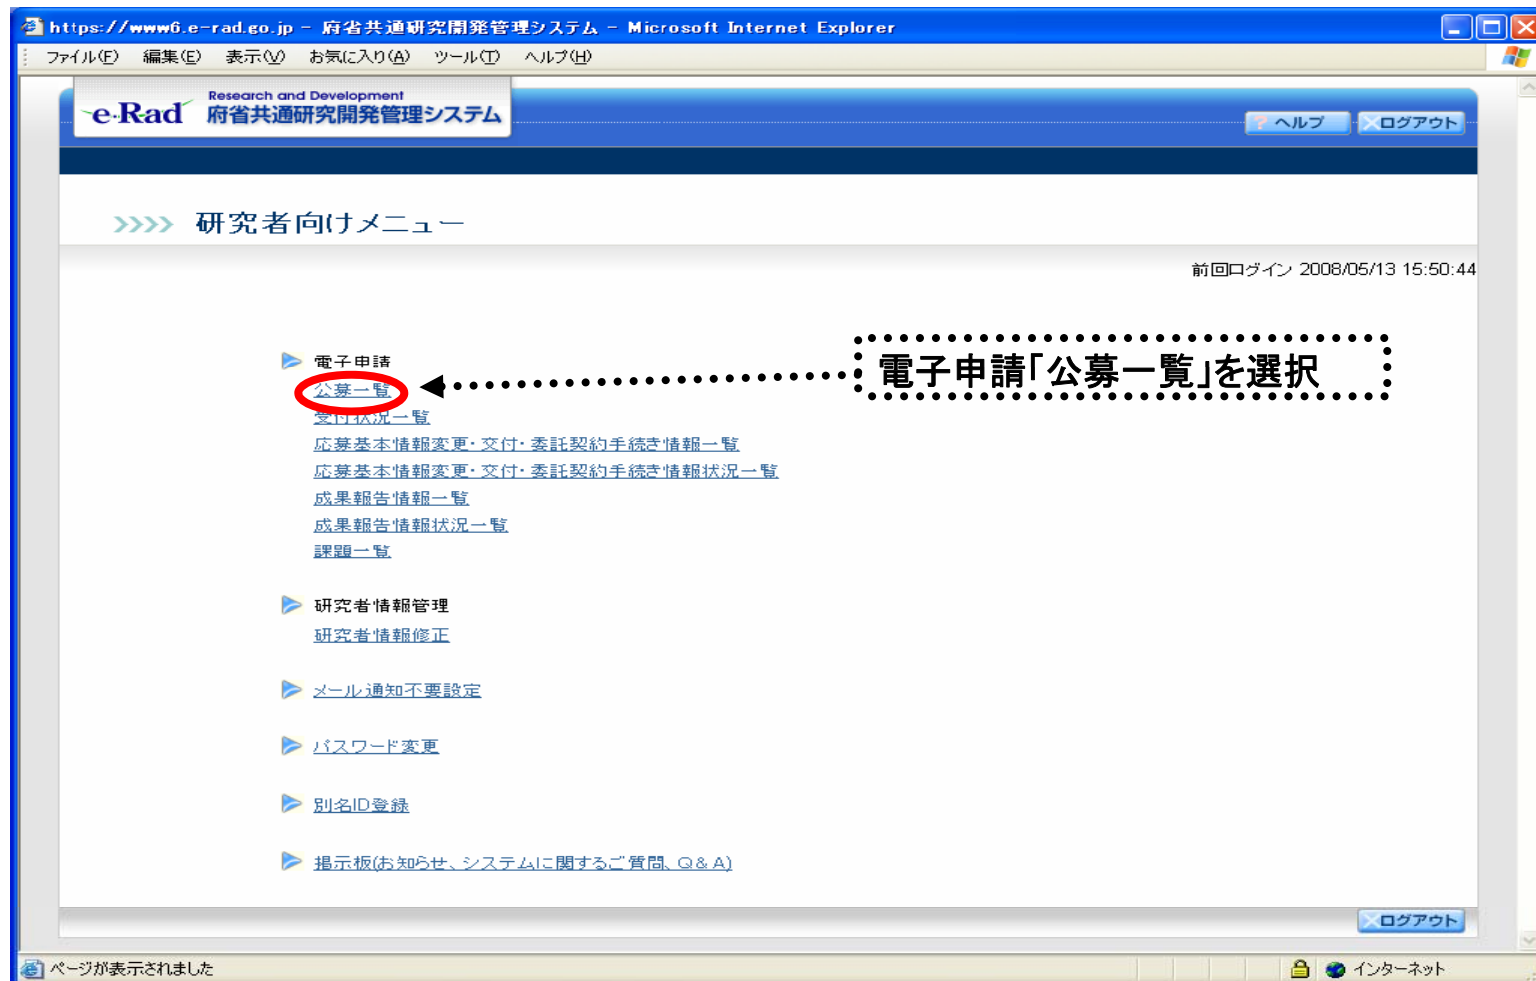 https://www6.e-rad.go.jp - 府省共通研究開発管理システム - Microsoft Internet Explorer
ファイル(F) 編集(E) 表示(V) お気に入り(A) ツール(T) ヘルプ(H)
e-Rad Research and Development
府省共通研究開発管理システム
? ヘルプ ×ログアウト
>>>> 研究者向けメニュー
前回ログイン 2008/05/13 15:50:44
電子申請
公募一覧
電子申請「公募一覧」を選択
受付状況一覧
応募基本情報変更・交付・委託契約手続き情報一覧
応募基本情報変更・交付・委託契約手続き情報状況一覧
成果報告情報一覧
成果報告情報状況一覧
課題一覧
研究者情報管理
研究者情報修正
メール通知不要設定
パスワード変更
別名ID登録
掲示板(お知らせ、システムに関するご質問、Q&A)
×ログアウト
ページが表示されました インターネット